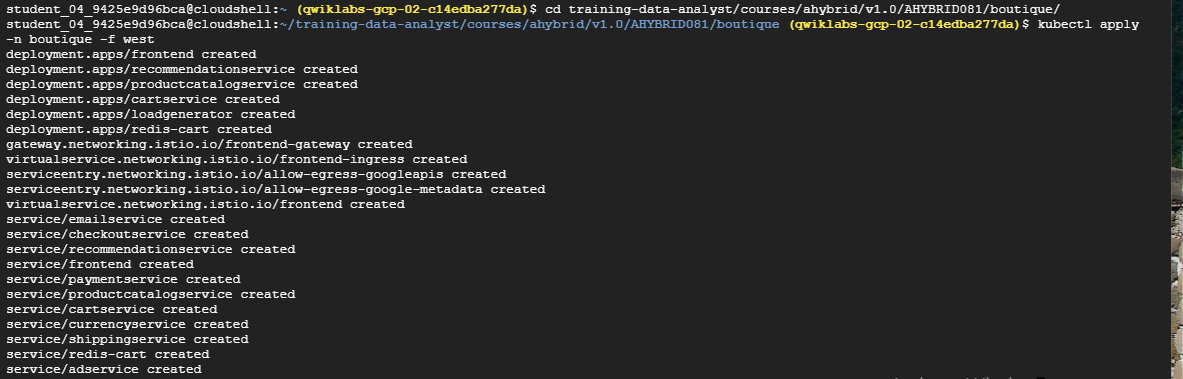 student_04_9425e9d96bca@cloudshell:~ (qwiklabs-gcp-02-c14edba277da)$ cd training-data-analyst/courses/ahybrid/v1.0/AHYBRID081/boutique/
student_04_9425e9d96bca@cloudshell:~/training-data-analyst/courses/ahybrid/v1.0/AHYBRID081/boutique (qwiklabs-gcp-02-c14edba277da)$ kubectl apply
-n boutique -f west
deployment.apps/frontend created
deployment.apps/recommendationservice created
deployment.apps/productcatalogservice created
deployment.apps/cartservice created
deployment.apps/loadgenerator created
deployment.apps/redis-cart created
gateway.networking.istio.io/frontend-gateway created
virtualservice.networking.istio.io/frontend-ingress created
serviceentry.networking.istio.io/allow-egress-googleapis created
serviceentry.networking.istio.io/allow-egress-google-metadata created
virtualservice.networking.istio.io/frontend created
service/emailservice created
service/checkoutservice created
service/recommendationservice created
service/frontend created
service/paymentservice created
service/productcatalogservice created
service/cartservice created
service/currencyservice created
service/shippingservice created
service/redis-cart created
service/adservice created